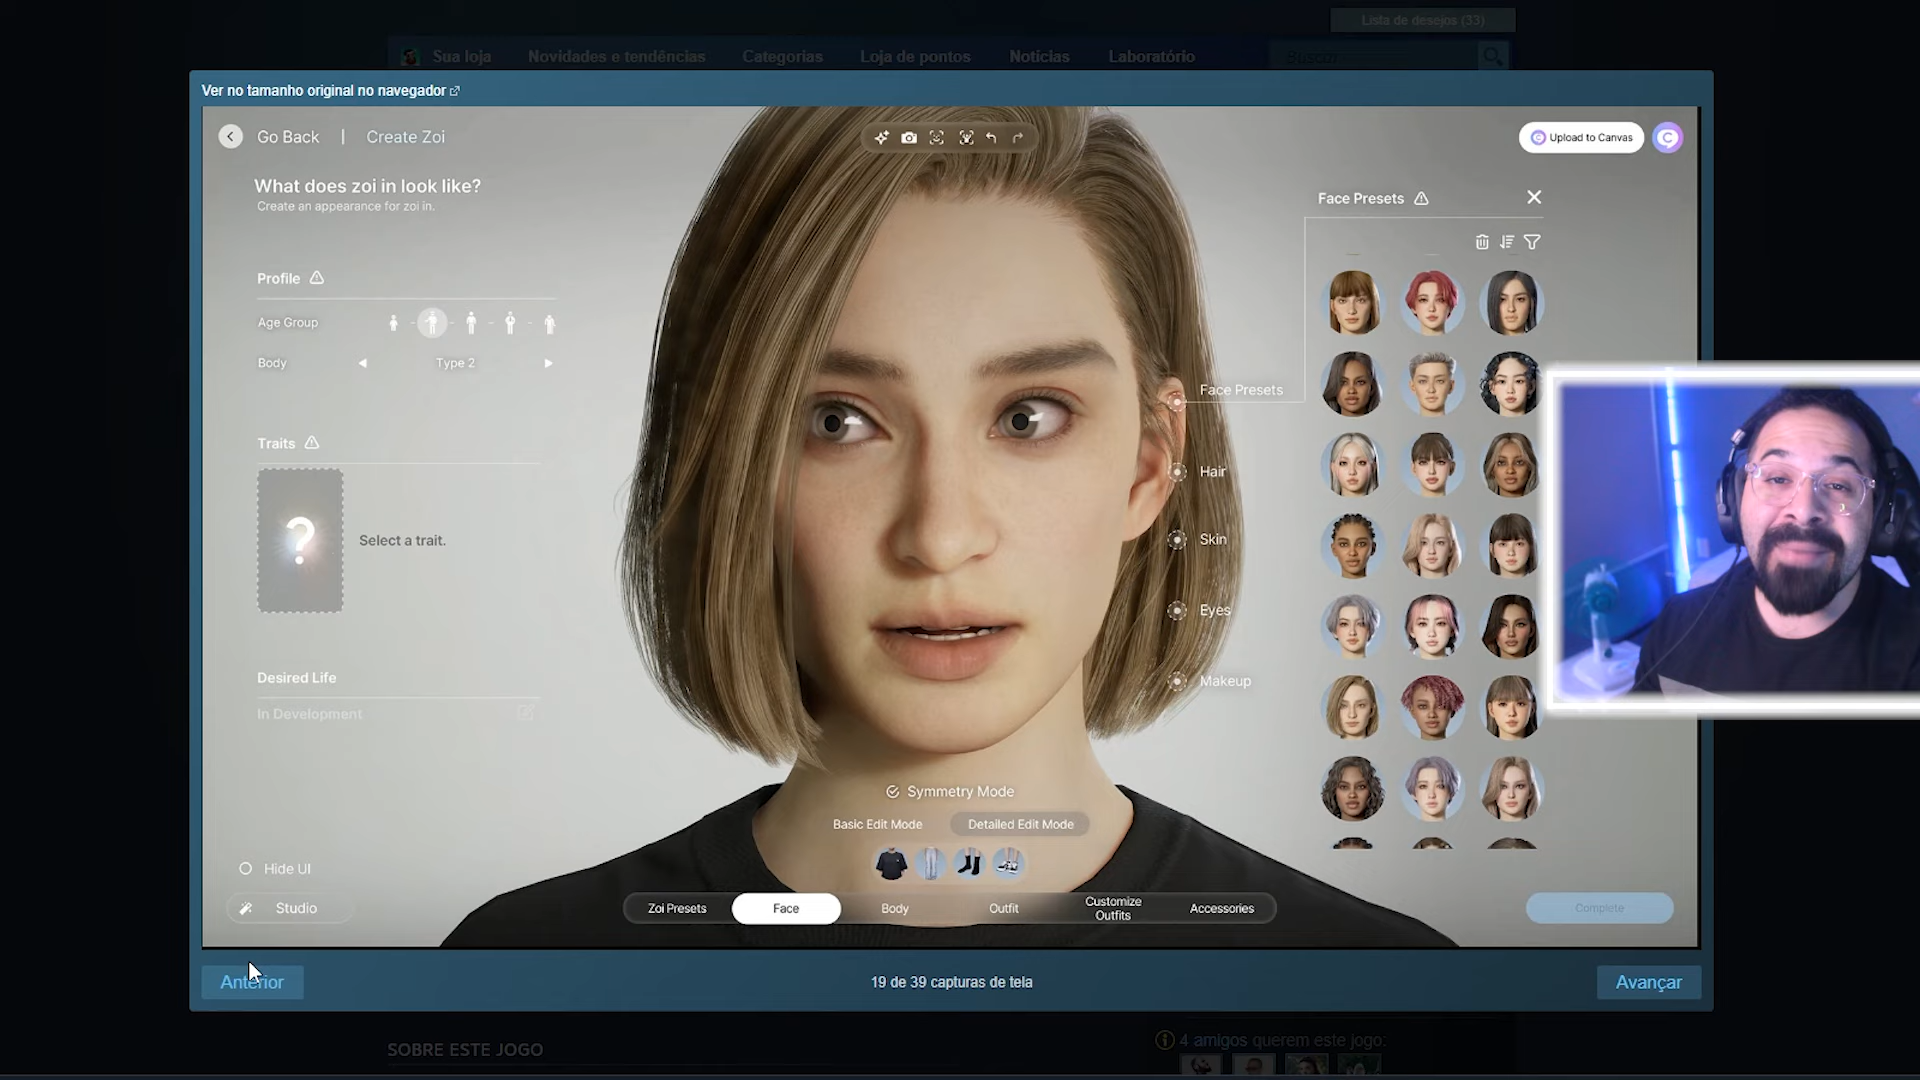 Lista de desejos (33)
Sua loja
Novidades e tendências
Categorias
Loja de pontos
Notícias
Laboratório
Buscar
Ver no tamanho original no navegador
Go Back | Create Zoi
Upload to Canvas
What does zoi in look like?
Create an appearance for zoi in.
Face Presets
Profile
Age Group
Body
Type 2
Face Presets
Traits
Hair
Select a trait.
Skin
Eyes
Desired Life
Makeup
In Development
Symmetry Mode
Basic Edit Mode
Detailed Edit Mode
Hide UI
Studio
Zoi Presets
Face
Body
Outfit
Customize
Outfits
Accessories
Complete
Anterior
19 de 39 capturas de tela
Avançar
SOBRE ESTE JOGO
4 amigos querem este jogo: